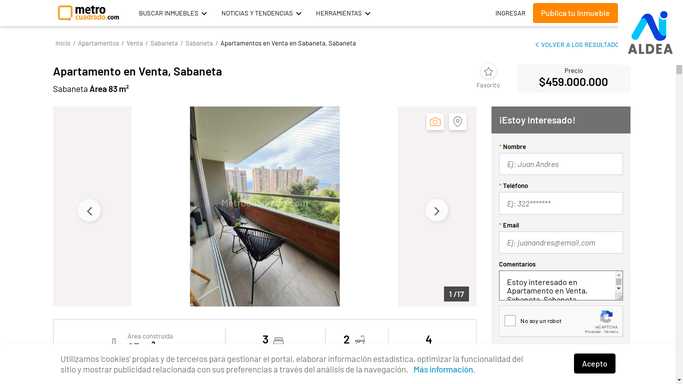 metro
cuadrado.com
BUSCAR INMUEBLES
NOTICIAS Y TENDENCIAS
HERRAMIENTAS
INGRESAR
Publica tu Inmueble
ALDEA
Inicio / Apartamentos / Venta / Sabaneta / Sabaneta / Apartamentos en Venta en Sabaneta, Sabaneta
VOLVER A LOS RESULTADO
Apartamento en Venta, Sabaneta
Sabaneta Área 83 m²
Favorito
Precio
$459.000.000
1 /17
¡Estoy Interesado!
* Nombre
Ej: Juan Andres
* Teléfono
Ej: 322*******
* Email
Ej: juanandres@email.com
Comentarios
Estoy interesado en
Apartamento en Venta,
Sabaneta, Sabaneta
No soy un robot
reCAPTCHA
Privacidad - Términos
Área construida
3
2
4
Utilizamos 'cookies' propias y de terceros para gestionar el portal, elaborar información estadística, optimizar la funcionalidad del
sitio y mostrar publicidad relacionada con sus preferencias a través del análisis de la navegación. Más información.
Acepto